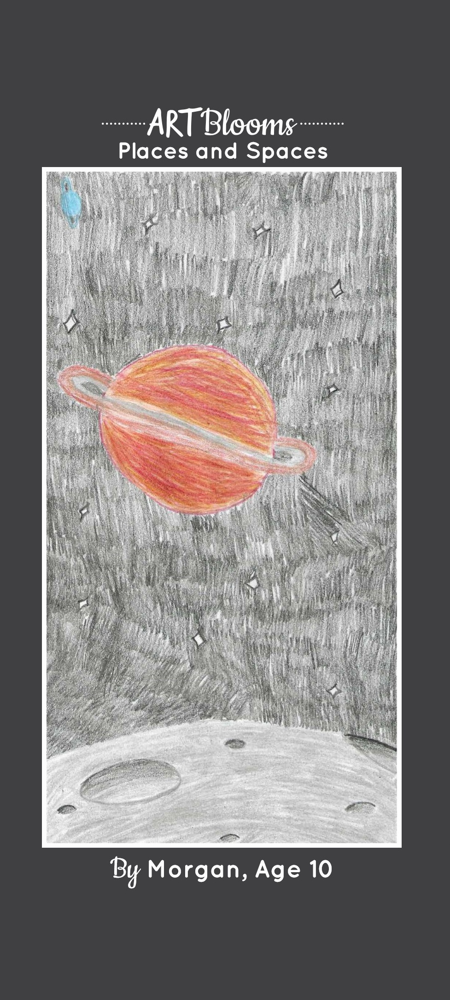 ART Blooms
Places and Spaces
By Morgan, Age 10